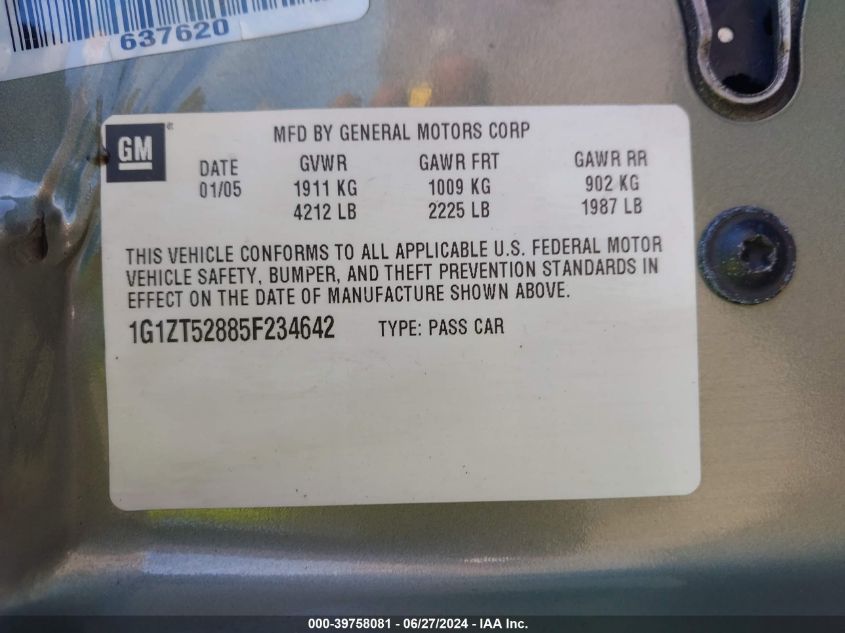 637620
GM
MFD BY GENERAL MOTORS CORP
DATE GVWR GAWR FRT GAWR RR
01/05 1911 KG 1009 KG 902 KG
4212 LB 2225 LB 1987 LB
THIS VEHICLE CONFORMS TO ALL APPLICABLE U.S. FEDERAL MOTOR
VEHICLE SAFETY, BUMPER, AND THEFT PREVENTION STANDARDS IN
EFFECT ON THE DATE OF MANUFACTURE SHOWN ABOVE.
1G1ZT52885F234642 TYPE: PASS CAR
000-39758081 - 06/27/2024 - IAA Inc.